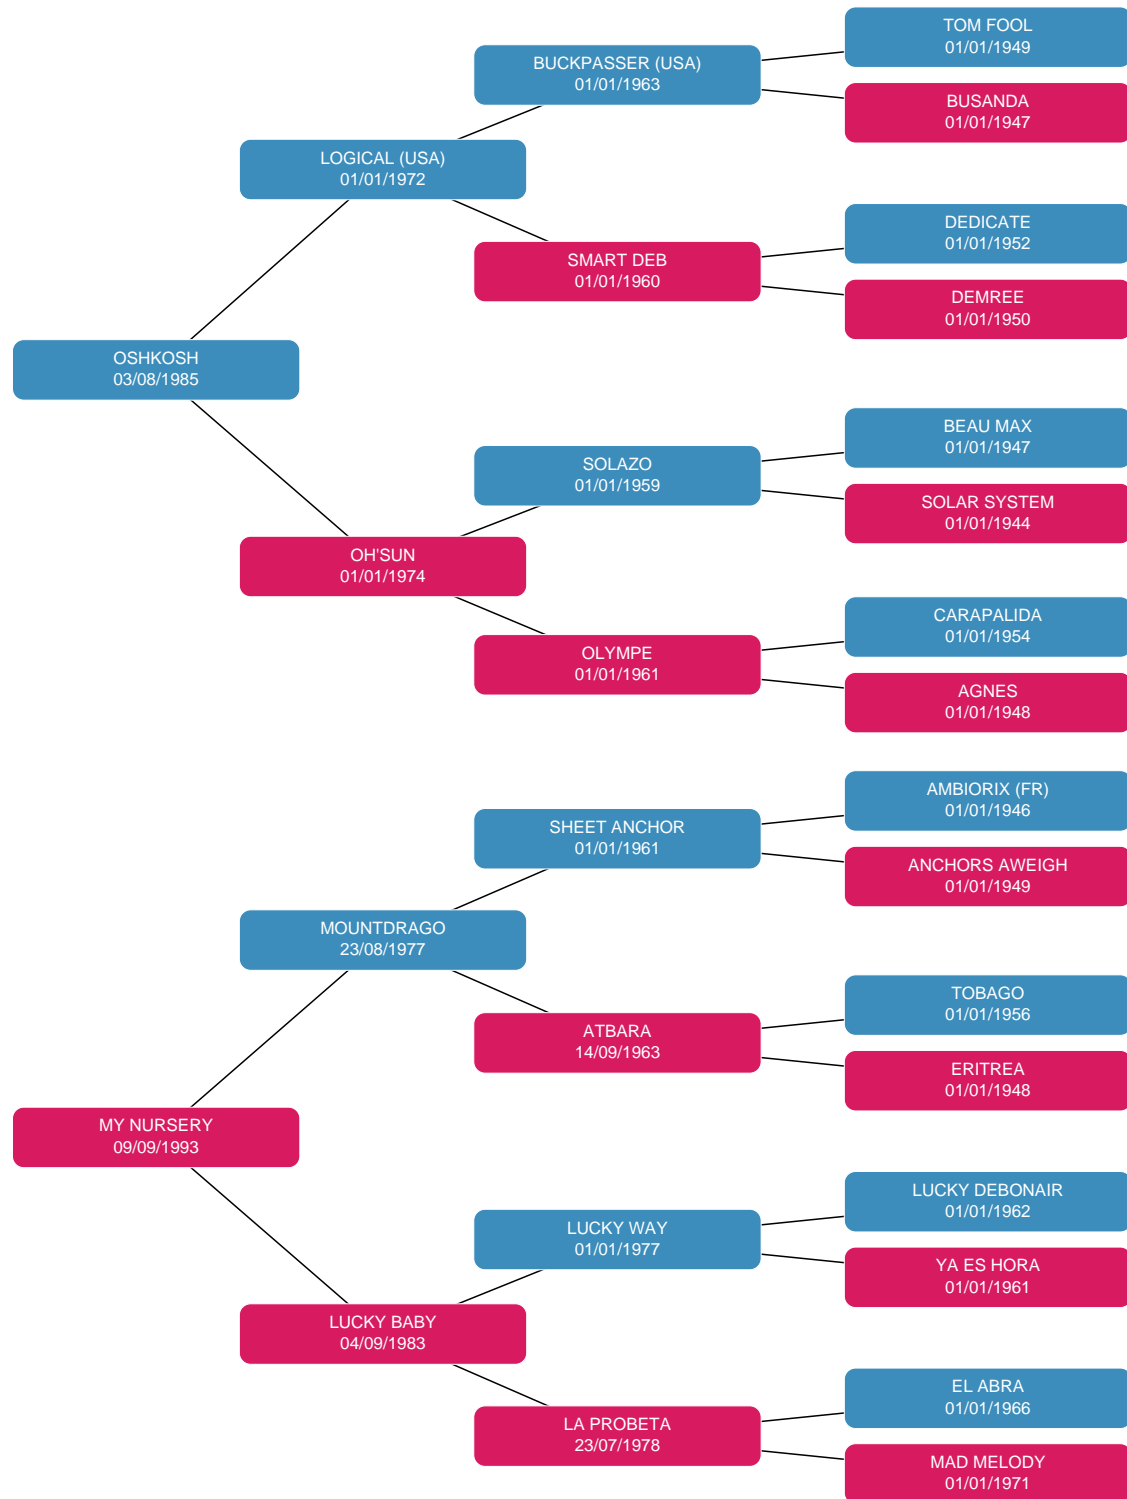 TOM FOOL
01/01/1949
BUCKPASSER (USA)
01/01/1963
BUSANDA
01/01/1947
LOGICAL (USA)
01/01/1972
DEDICATE
01/01/1952
SMART DEB
01/01/1960
DEMREE
01/01/1950
OSHKOSH
03/08/1985
BEAU MAX
01/01/1947
SOLAZO
01/01/1959
SOLAR SYSTEM
01/01/1944
OH'SUN
01/01/1974
CARAPALIDA
01/01/1954
OLYMPE
01/01/1961
AGNES
01/01/1948
AMBIORIX (FR)
01/01/1946
SHEET ANCHOR
01/01/1961
ANCHORS AWEIGH
01/01/1949
MOUNTDRAGO
23/08/1977
TOBAGO
01/01/1956
ATBARA
14/09/1963
ERITREA
01/01/1948
MY NURSERY
09/09/1993
LUCKY DEBONAIR
01/01/1962
LUCKY WAY
01/01/1977
YA ES HORA
01/01/1961
LUCKY BABY
04/09/1983
EL ABRA
01/01/1966
LA PROBETA
23/07/1978
MAD MELODY
01/01/1971